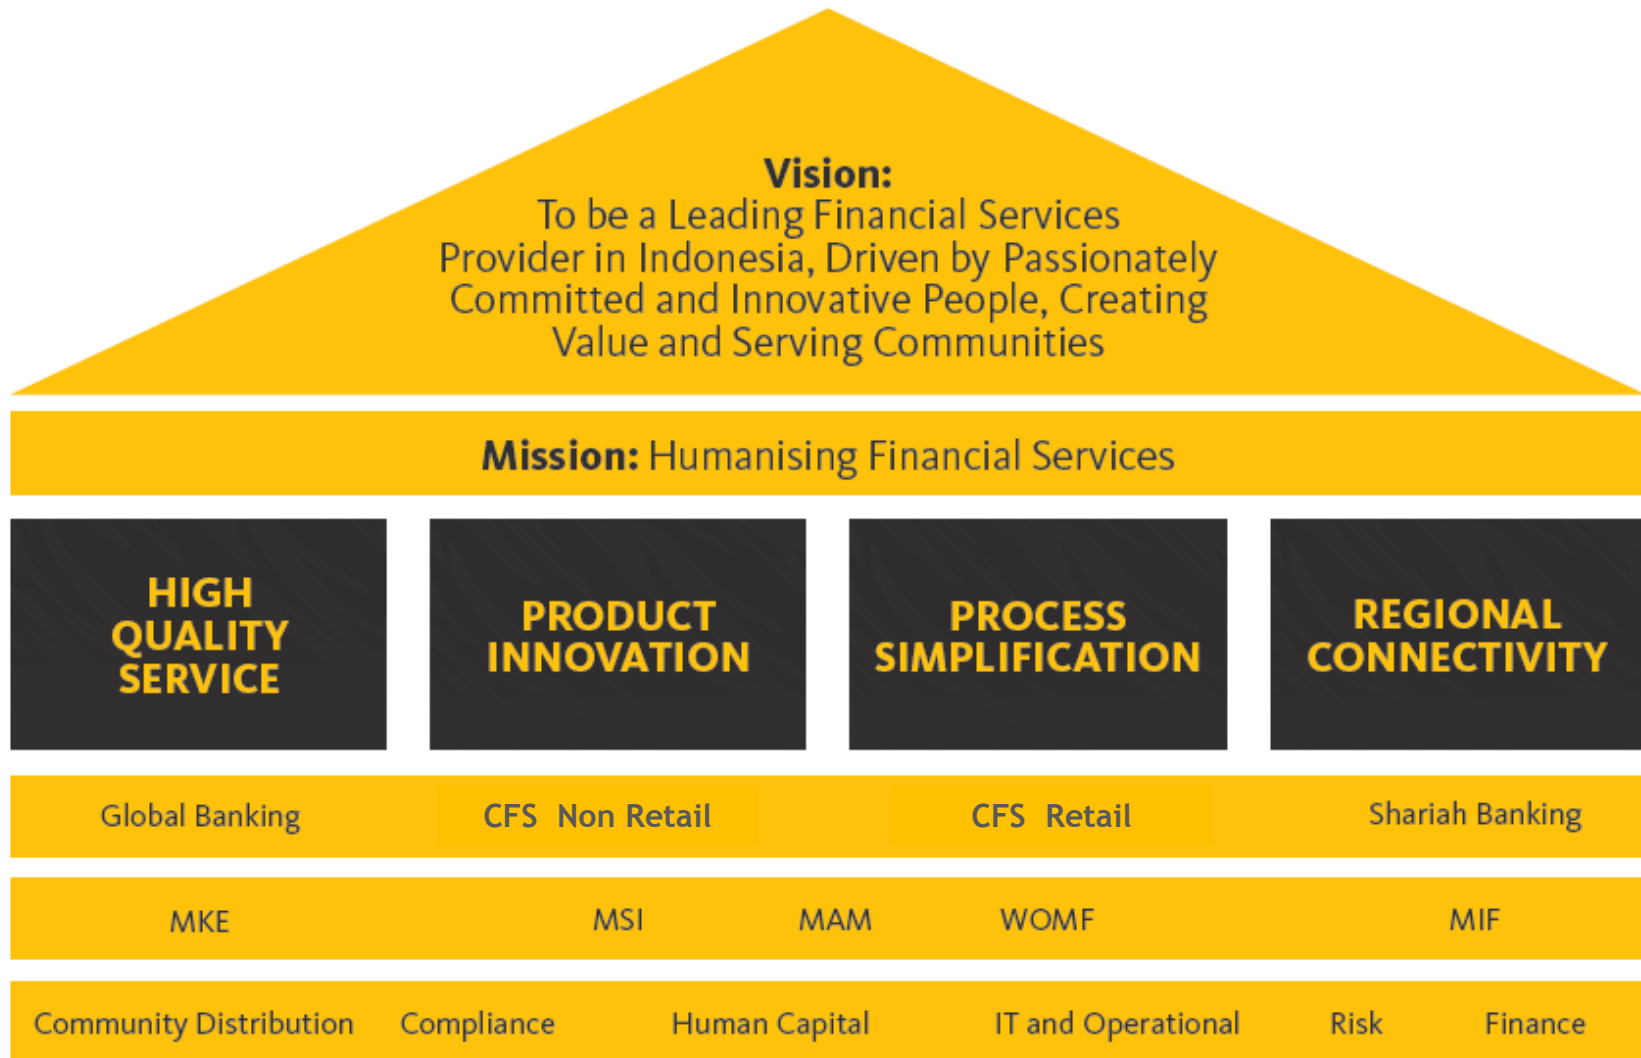 Vision:
To be a Leading Financial Services
Provider in Indonesia, Driven by Passionately
Committed and Innovative People, Creating
Value and Serving Communities
Mission: Humanising Financial Services
HIGH
QUALITY
SERVICE
PRODUCT
INNOVATION
PROCESS
SIMPLIFICATION
REGIONAL
CONNECTIVITY
Global Banking CFS Non Retail CFS Retail Shariah Banking
MKE MSI MAM WOMF MIF
Community Distribution Compliance Human Capital IT and Operational Risk Finance